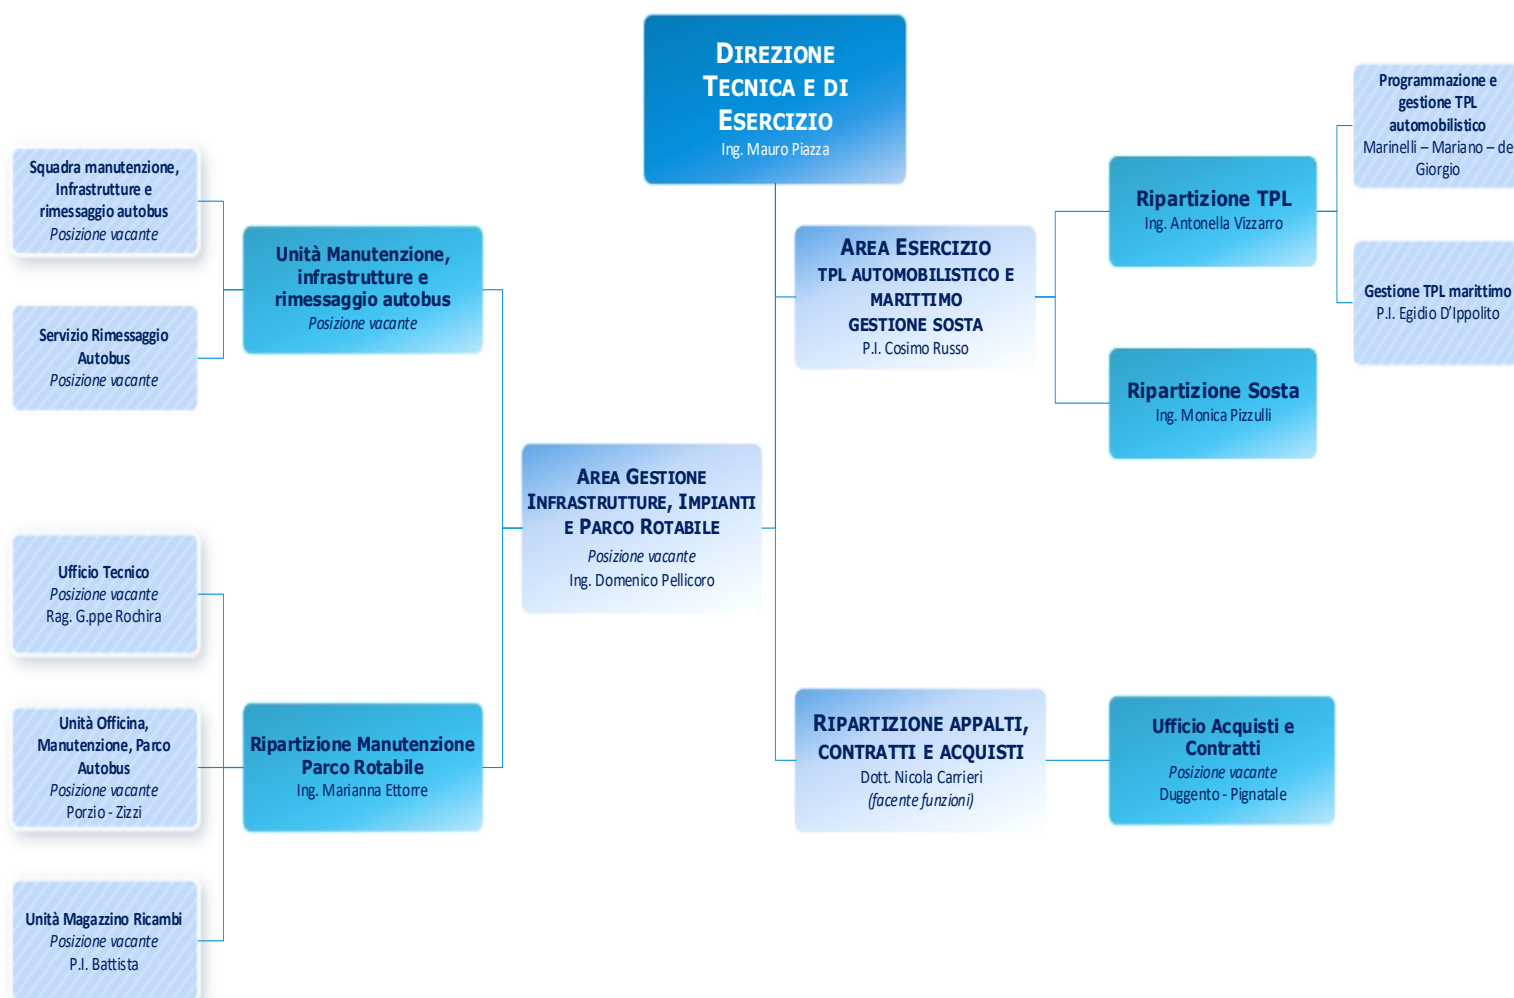 DIREZIONE
TECNICA E DI
ESERCIZIO
Ing. Mauro Piazza
Squadra manutenzione,
Infrastrutture e
rimessaggio autobus
Posizione vacante
Servizio Rimessaggio
Autobus
Posizione vacante
Unità Manutenzione,
infrastrutture e
rimessaggio autobus
Posizione vacante
AREA GESTIONE
INFRASTRUTTURE, IMPIANTI
E PARCO ROTABILE
Posizione vacante
Ing. Domenico Pellicoro
Ufficio Tecnico
Posizione vacante
Rag. G.ppe Rochira
Unità Officina,
Manutenzione, Parco
Autobus
Posizione vacante
Porzio - Zizzi
Unità Magazzino Ricambi
Posizione vacante
P.I. Battista
Ripartizione Manutenzione
Parco Rotabile
Ing. Marianna Ettorre
AREA ESERCIZIO
TPL AUTOMOBILISTICO E
MARITTIMO
GESTIONE SOSTA
P.I. Cosimo Russo
Ripartizione TPL
Ing. Antonella Vizzarro
Programmazione e
gestione TPL
automobilistico
Marinelli – Mariano – de
Giorgio
Gestione TPL marittimo
P.I. Egidio D'Ippolito
Ripartizione Sosta
Ing. Monica Pizzulli
RIPARTIZIONE APPALTI,
CONTRATTI E ACQUISTI
Dott. Nicola Carrieri
(facente funzioni)
Ufficio Acquisti e
Contratti
Posizione vacante
Duggento - Pignatale